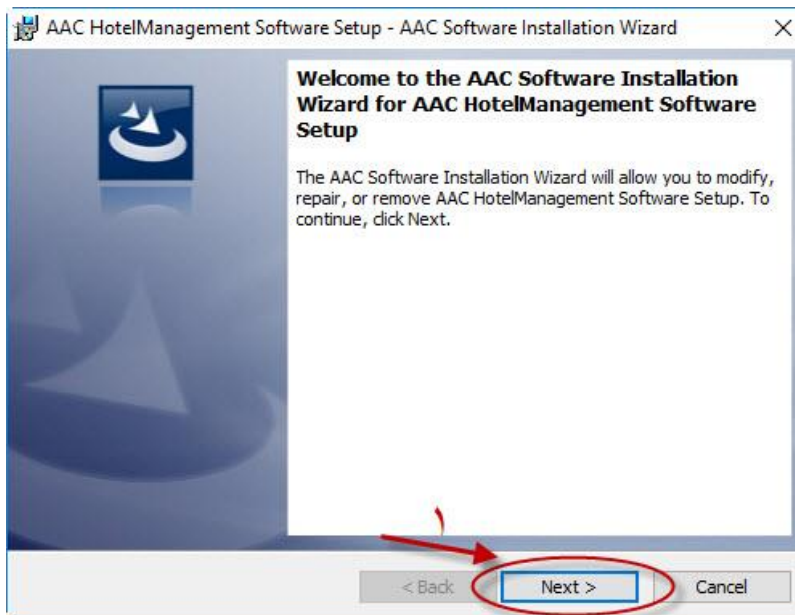 AAC HotelManagement Software Setup - AAC Software Installation Wizard
Welcome to the AAC Software Installation
Wizard for AAC HotelManagement Software
Setup
The AAC Software Installation Wizard will allow you to modify,
repair, or remove AAC HotelManagement Software Setup. To
continue, click Next.
۱
< Back
Next >
Cancel